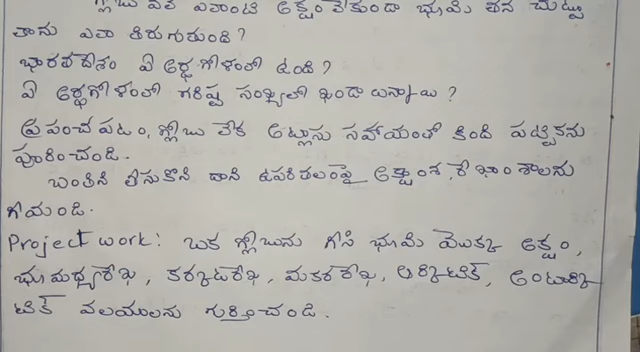 గ్లోబు వలె ఎలాంటి అక్షం లేకుండా భూమి తన చుట్టూ
తాను ఎలా తిరుగుతుంది?
భారతదేశం ఏ అర్ధగోళంలో ఉంది?
ఏ అర్ధగోళంలో గరిష్ట సంఖ్యలో ఖండాలున్నాయి?
ప్రపంచ పటం, గ్లోబు లేక అట్లాసు సహాయంతో కింది పట్టికను
పూరించండి.
బంతిని తీసుకొని దాని ఉపరితలంపై అక్షాంశ, రేఖాంశాలను
గీయండి.
Project work: ఒక గ్లోబును గీసి భూమి యొక్క అక్షం,
భూమధ్యరేఖ, కర్కటరేఖ, మకరరేఖ, ఆర్కిటిక్, అంటార్కి
టిక్ వలయులను గుర్తించండి.